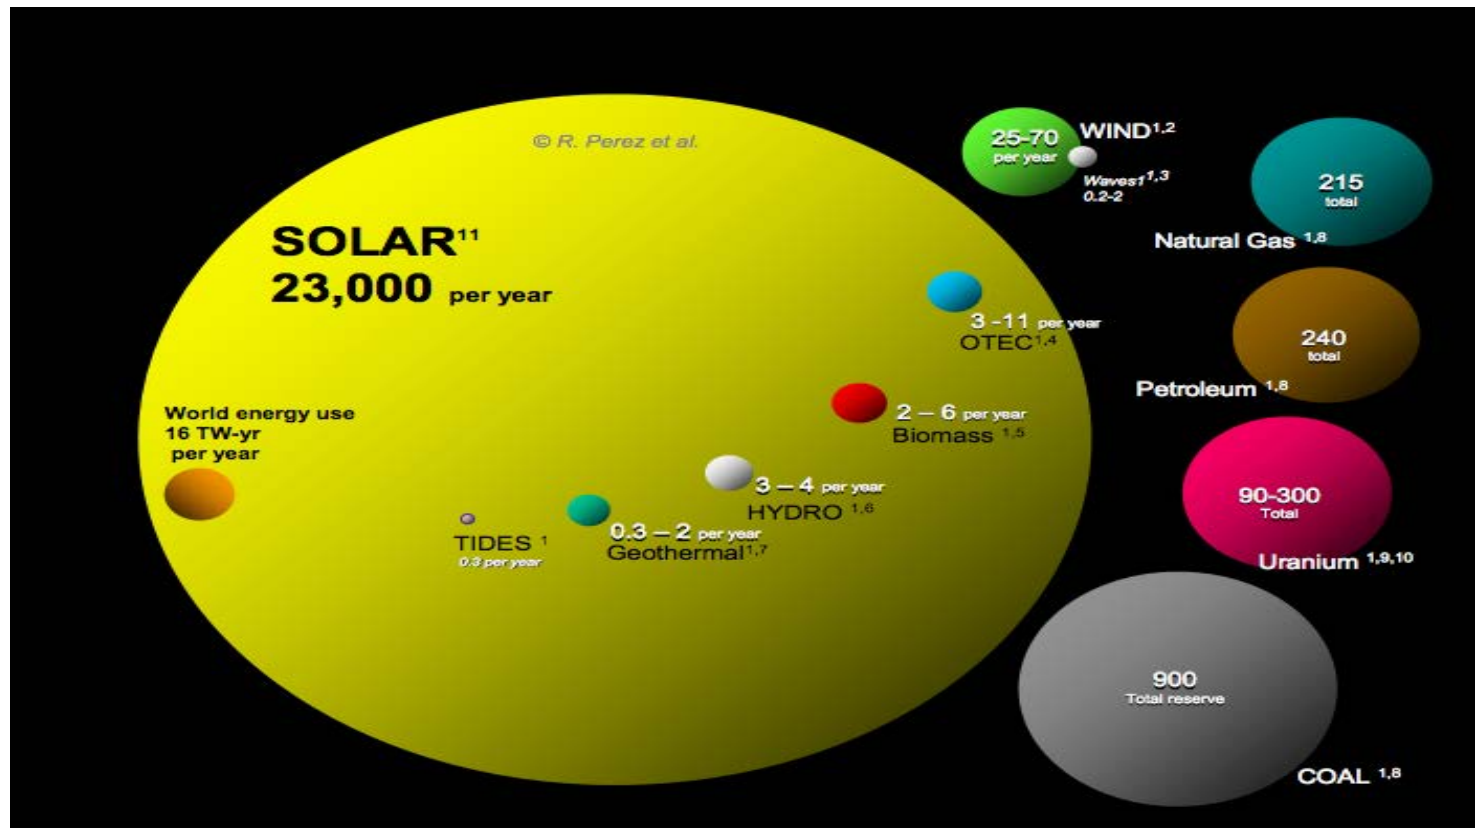 © R. Perez et al.
SOLAR¹¹
23,000 per year
World energy use
16 TW-yr
per year
TIDES ¹
0.3 per year
0.3 – 2 per year
Geothermal¹,⁷
3 – 4 per year
HYDRO ¹,⁶
2 – 6 per year
Biomass ¹,⁵
3 -11 per year
OTEC¹,⁴
25-70
per year
WIND¹,²
Waves1¹,³
0.2-2
215
total
Natural Gas ¹,⁸
240
total
Petroleum ¹,⁸
90-300
Total
Uranium ¹,⁹,¹⁰
900
Total reserve
COAL ¹,⁸